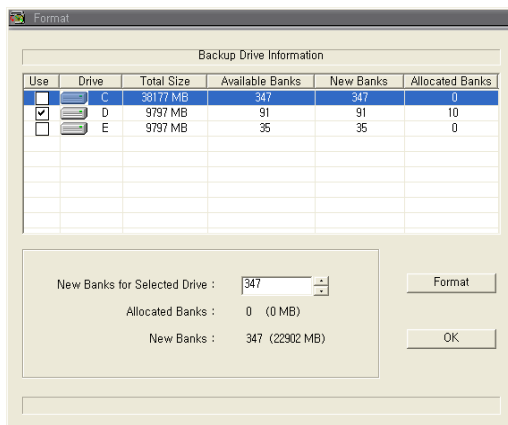 Format
Backup Drive Information
Use Drive Total Size Available Banks New Banks Allocated Banks
C 38177 MB 347 347 0
D 9797 MB 91 91 10
E 9797 MB 35 35 0
New Banks for Selected Drive : 347 Format
Allocated Banks : 0 (0 MB)
New Banks : 347 (22902 MB) OK